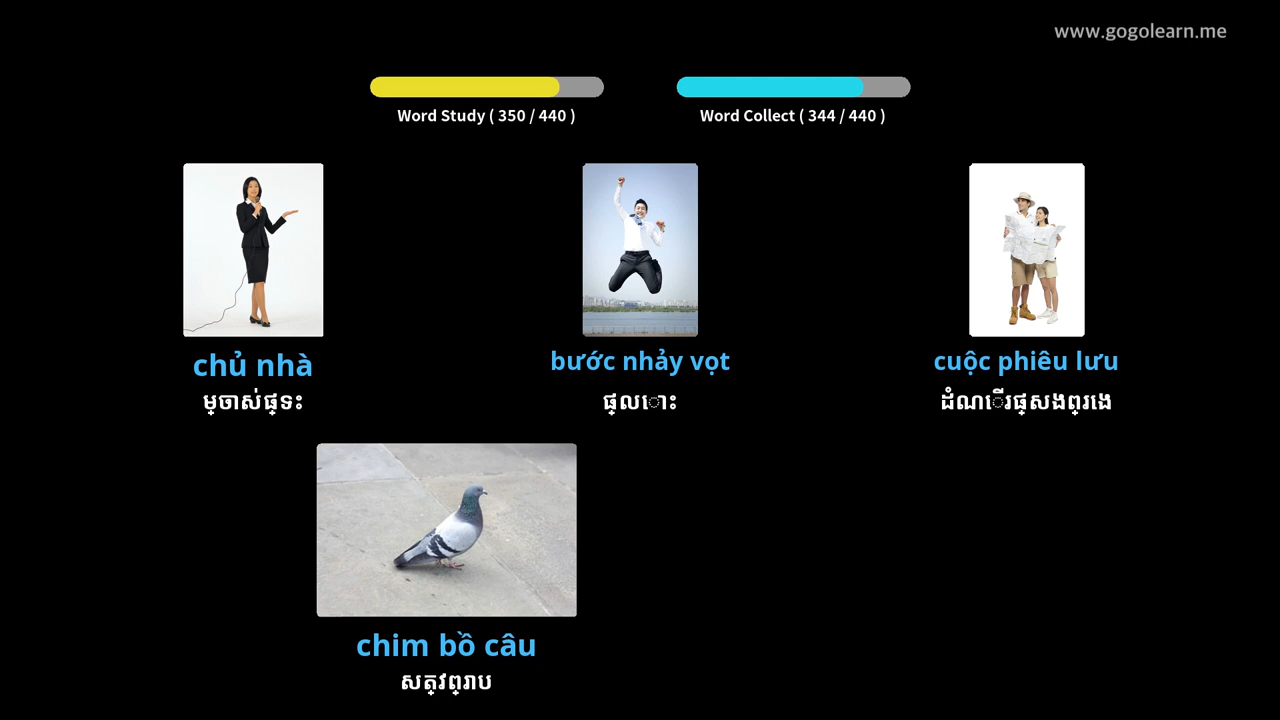 www.gogolearn.me
Word Study ( 350 / 440 )
Word Collect ( 344 / 440 )
chủ nhà
ម្ចាស់ផ្ទះ
bước nhảy vọt
ផ្លោះ
cuộc phiêu lưu
ដំណើរផ្សងព្រេង
chim bồ câu
សត្វព្រាប